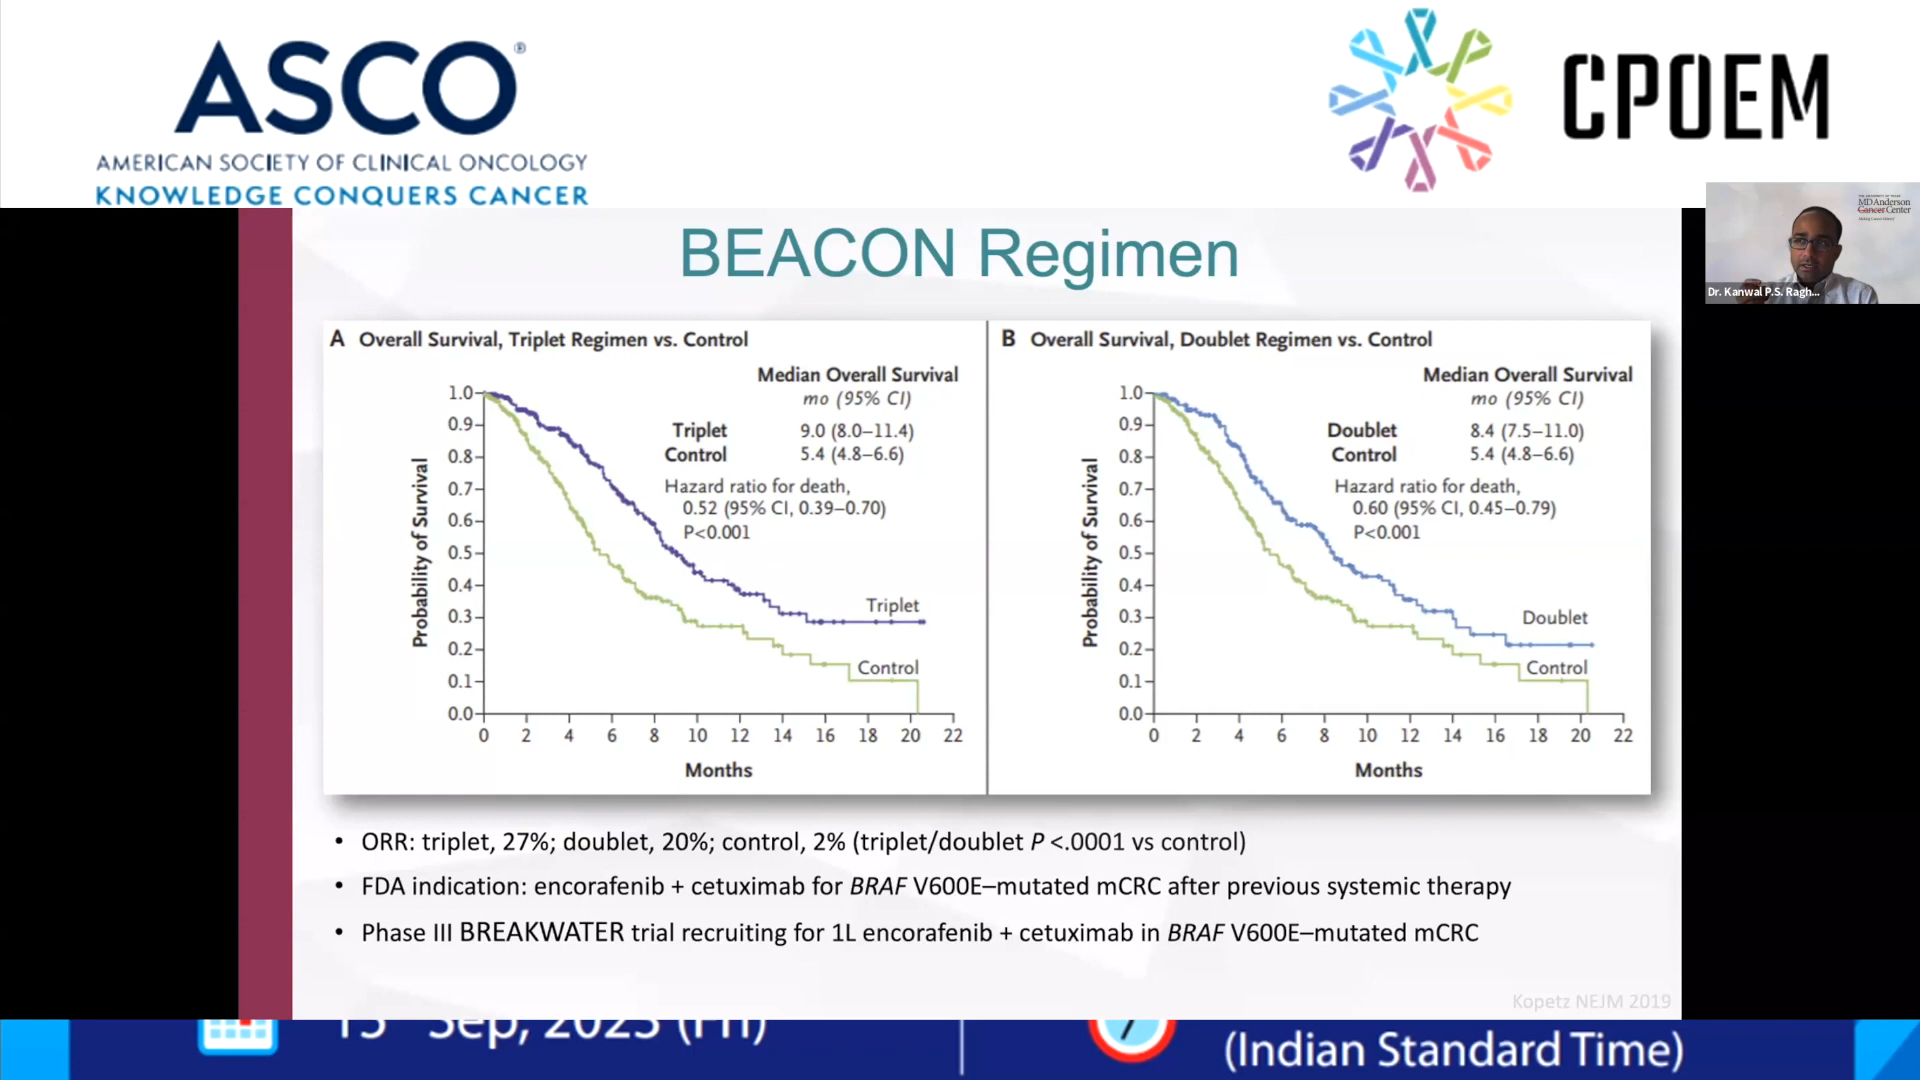 ASCO®
AMERICAN SOCIETY OF CLINICAL ONCOLOGY
KNOWLEDGE CONQUERS CANCER
CPOEM
MD Anderson
Cancer Center
Dr. Kanwal P.S. Ragh...
BEACON Regimen
A Overall Survival, Triplet Regimen vs. Control
Median Overall Survival
mo (95% CI)
Triplet 9.0 (8.0–11.4)
Control 5.4 (4.8–6.6)
Hazard ratio for death,
0.52 (95% CI, 0.39–0.70)
P<0.001
Probability of Survival
1.0
0.9
0.8
0.7
0.6
0.5
0.4
0.3
0.2
0.1
0.0
Triplet
Control
0 2 4 6 8 10 12 14 16 18 20 22
Months
B Overall Survival, Doublet Regimen vs. Control
Median Overall Survival
mo (95% CI)
Doublet 8.4 (7.5–11.0)
Control 5.4 (4.8–6.6)
Hazard ratio for death,
0.60 (95% CI, 0.45–0.79)
P<0.001
Probability of Survival
1.0
0.9
0.8
0.7
0.6
0.5
0.4
0.3
0.2
0.1
0.0
Doublet
Control
0 2 4 6 8 10 12 14 16 18 20 22
Months
• ORR: triplet, 27%; doublet, 20%; control, 2% (triplet/doublet P <.0001 vs control)
• FDA indication: encorafenib + cetuximab for BRAF V600E–mutated mCRC after previous systemic therapy
• Phase III BREAKWATER trial recruiting for 1L encorafenib + cetuximab in BRAF V600E–mutated mCRC
Kopetz NEJM 2019
15 Sep, 2023 (Fri)
(Indian Standard Time)